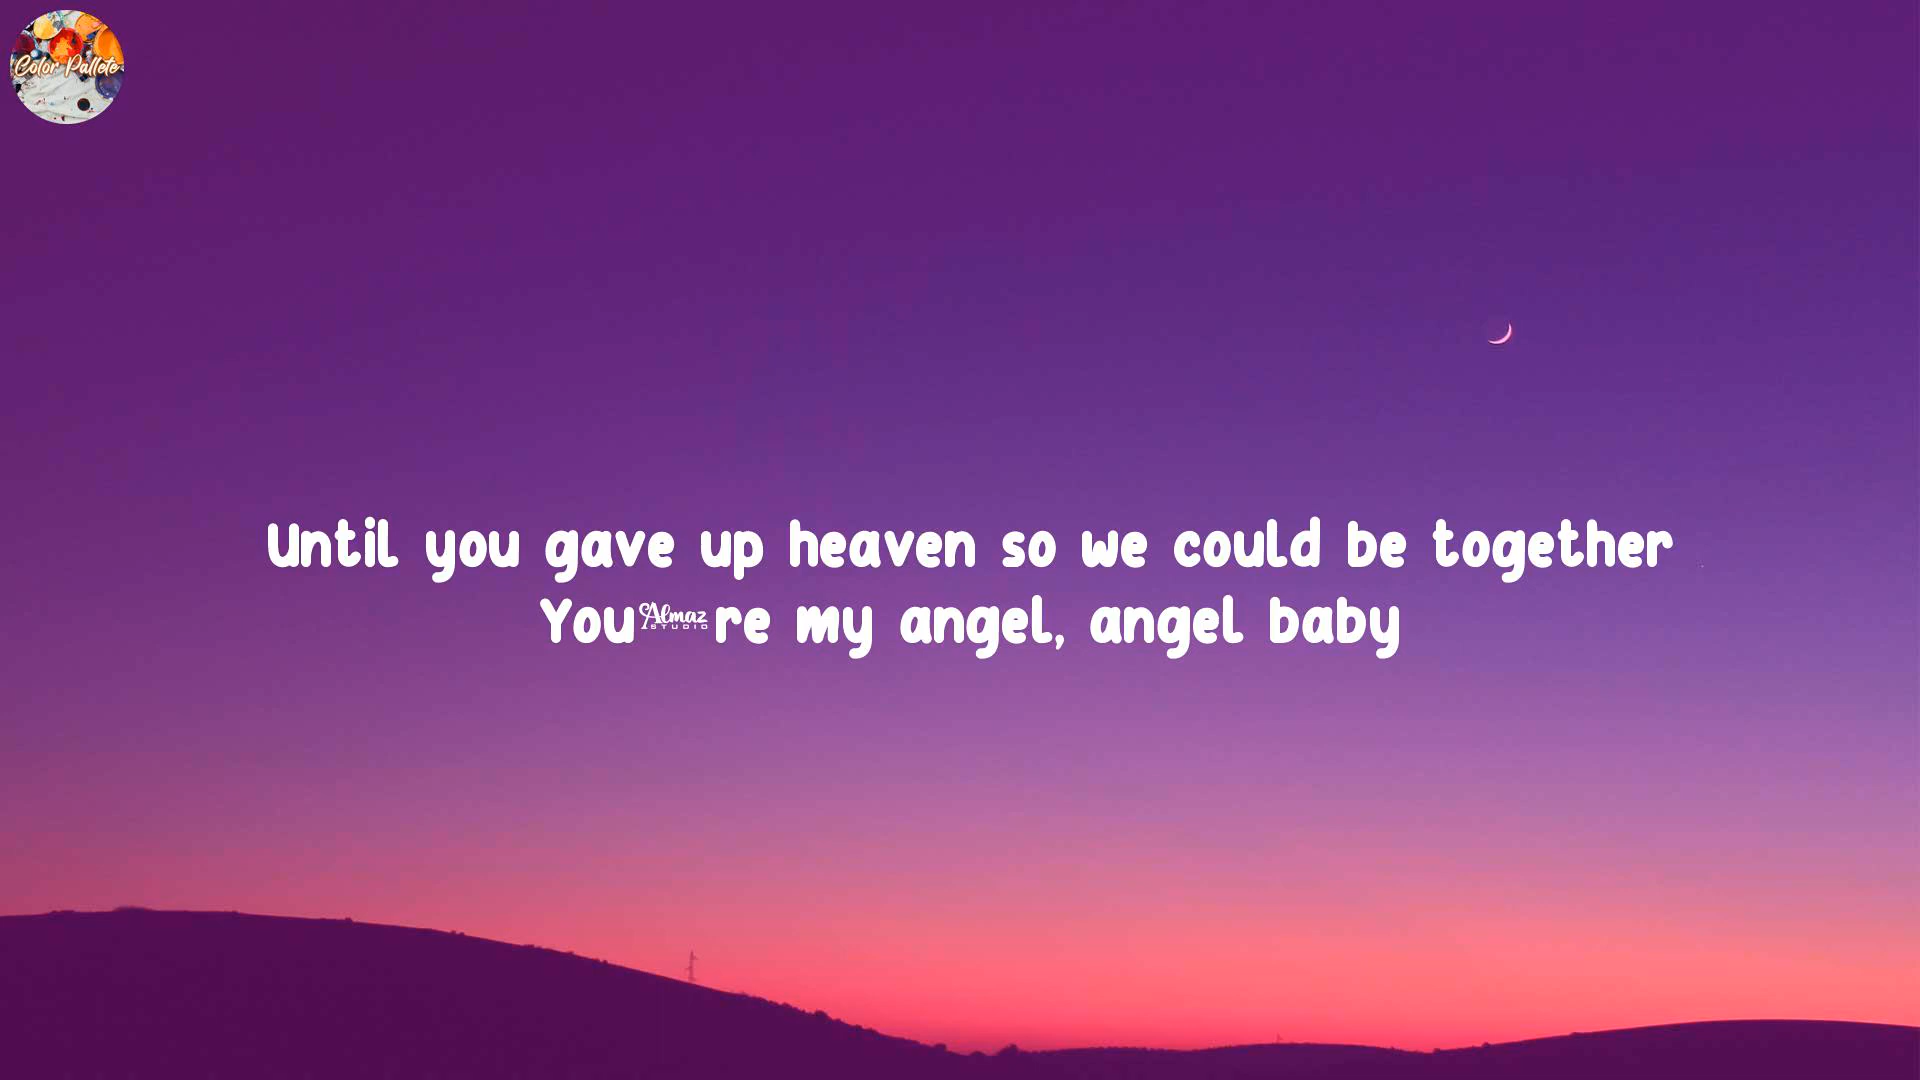 Color Pallete
Until you gave up heaven so we could be together
You Almaz STUDIO re my angel, angel baby